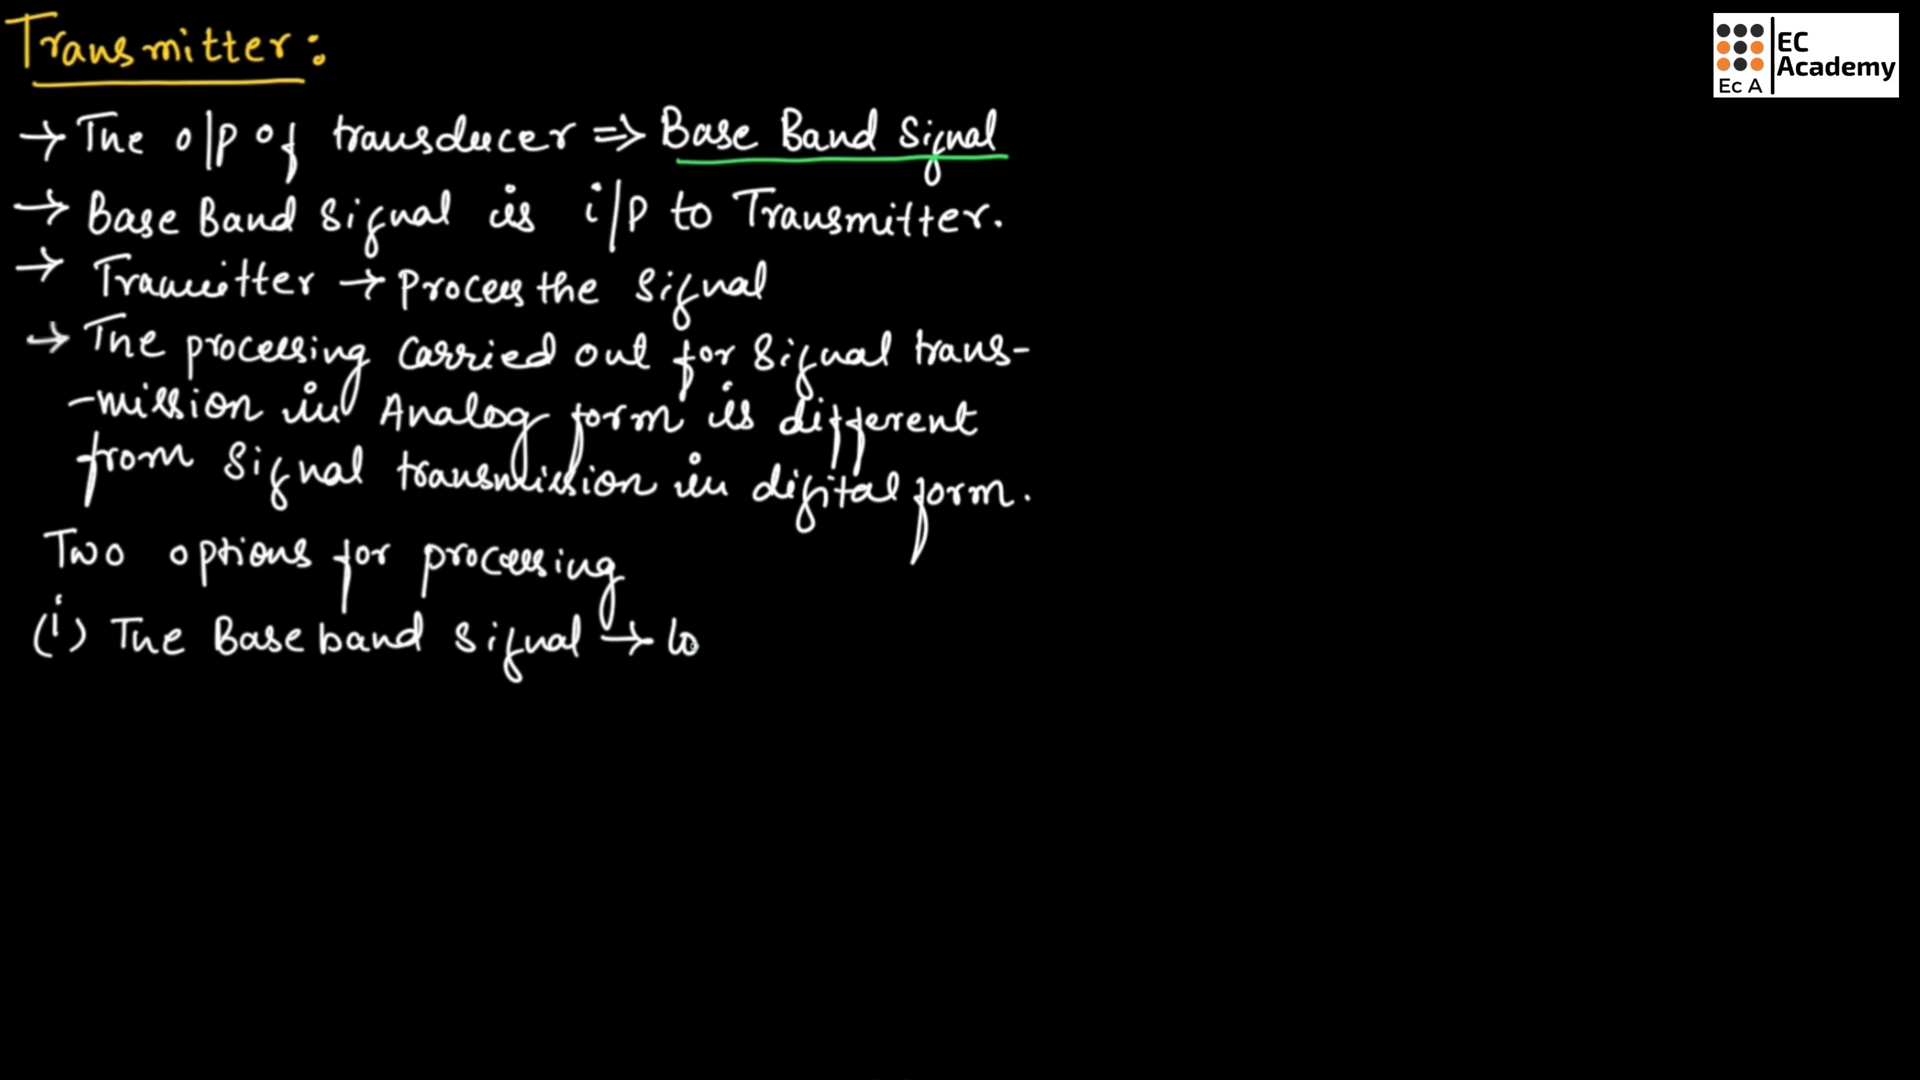 Transmitter:
EC
Academy
Ec A
→ The o/p of transducer ⇒ Base Band Signal
→ Base Band Signal is i/p to Transmitter.
→ Transmitter → Process the Signal
→ The processing carried out for Signal trans-
-mission in Analog form is different
from Signal transmission in digital form.
Two options for processing
(i) The Base band signal →